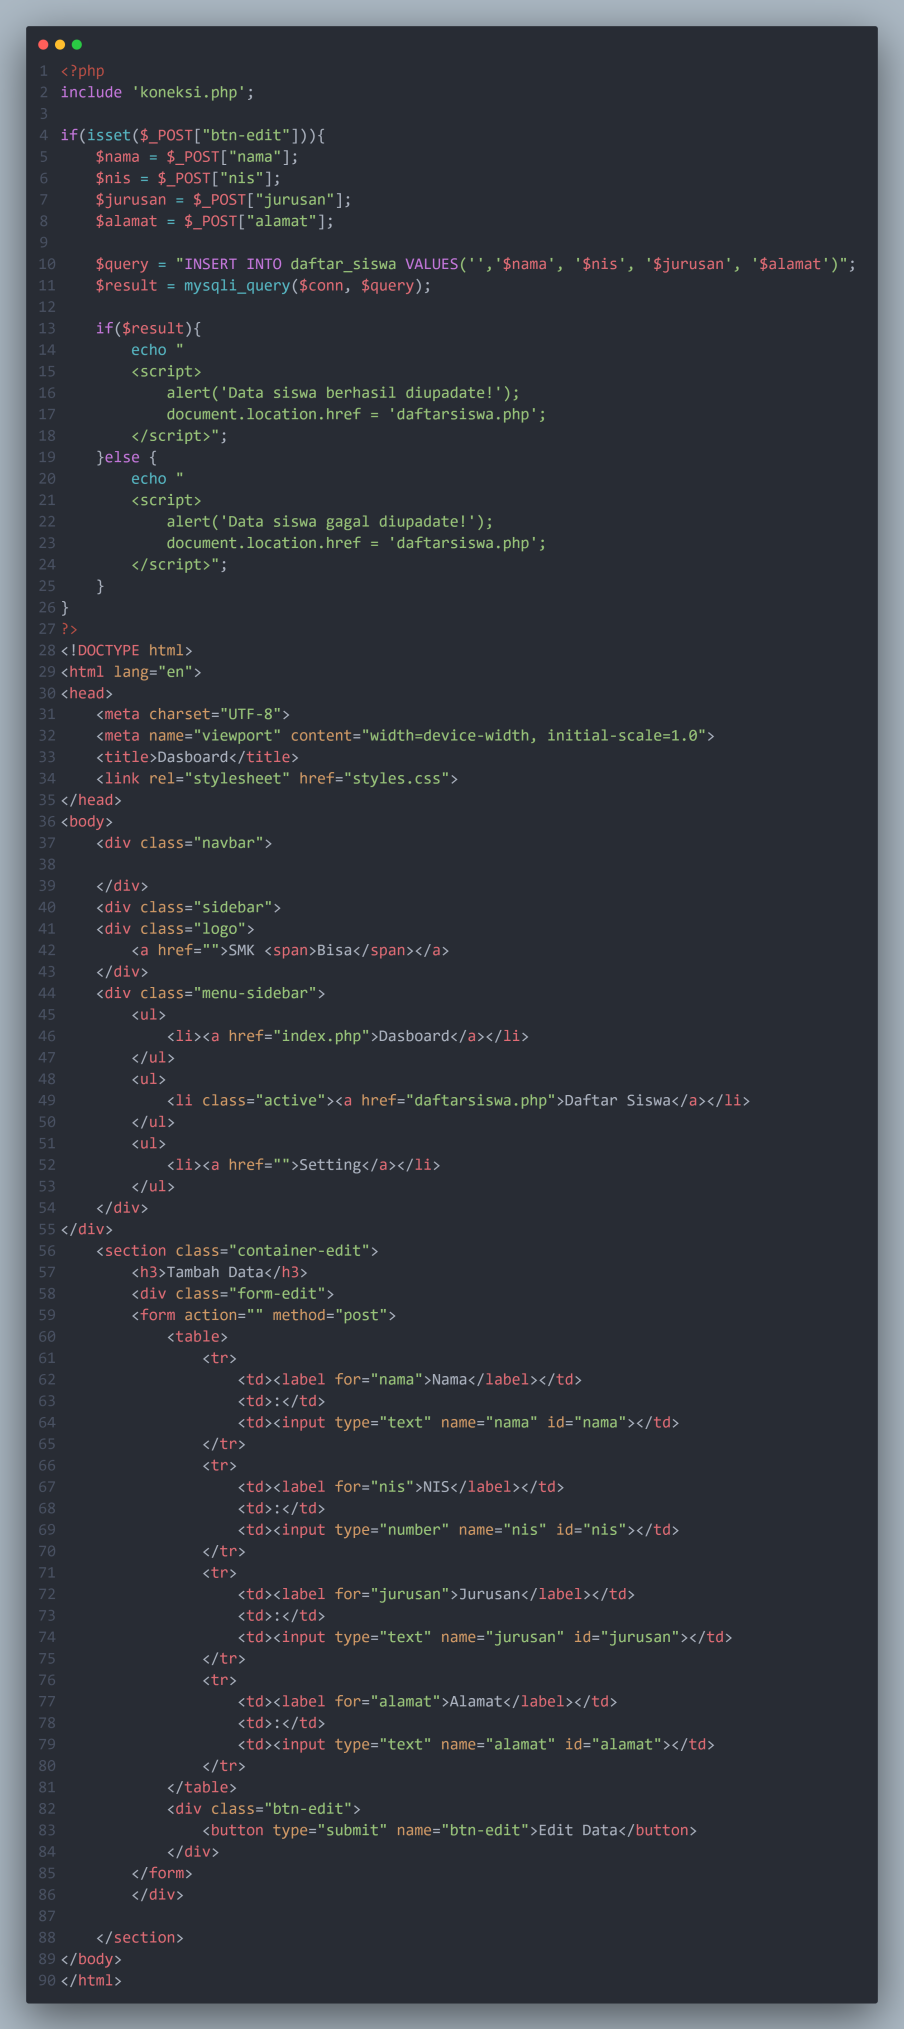 1 <?php
2 include 'koneksi.php';
3
4 if(isset($_POST["btn-edit"])){
5     $nama = $_POST["nama"];
6     $nis = $_POST["nis"];
7     $jurusan = $_POST["jurusan"];
8     $alamat = $_POST["alamat"];
9
10     $query = "INSERT INTO daftar_siswa VALUES('','$nama', '$nis', '$jurusan', '$alamat')";
11     $result = mysqli_query($conn, $query);
12
13     if($result){
14         echo "
15         <script>
16             alert('Data siswa berhasil diupadate!');
17             document.location.href = 'daftarsiswa.php';
18         </script>";
19     }else {
20         echo "
21         <script>
22             alert('Data siswa gagal diupadate!');
23             document.location.href = 'daftarsiswa.php';
24         </script>";
25     }
26 }
27 ?>
28 <!DOCTYPE html>
29 <html lang="en">
30 <head>
31     <meta charset="UTF-8">
32     <meta name="viewport" content="width=device-width, initial-scale=1.0">
33     <title>Dasboard</title>
34     <link rel="stylesheet" href="styles.css">
35 </head>
36 <body>
37     <div class="navbar">
38
39     </div>
40     <div class="sidebar">
41     <div class="logo">
42         <a href="">SMK <span>Bisa</span></a>
43     </div>
44     <div class="menu-sidebar">
45         <ul>
46             <li><a href="index.php">Dasboard</a></li>
47         </ul>
48         <ul>
49             <li class="active"><a href="daftarsiswa.php">Daftar Siswa</a></li>
50         </ul>
51         <ul>
52             <li><a href="">Setting</a></li>
53         </ul>
54     </div>
55 </div>
56     <section class="container-edit">
57         <h3>Tambah Data</h3>
58         <div class="form-edit">
59         <form action="" method="post">
60             <table>
61                 <tr>
62                     <td><label for="nama">Nama</label></td>
63                     <td>:</td>
64                     <td><input type="text" name="nama" id="nama"></td>
65                 </tr>
66                 <tr>
67                     <td><label for="nis">NIS</label></td>
68                     <td>:</td>
69                     <td><input type="number" name="nis" id="nis"></td>
70                 </tr>
71                 <tr>
72                     <td><label for="jurusan">Jurusan</label></td>
73                     <td>:</td>
74                     <td><input type="text" name="jurusan" id="jurusan"></td>
75                 </tr>
76                 <tr>
77                     <td><label for="alamat">Alamat</label></td>
78                     <td>:</td>
79                     <td><input type="text" name="alamat" id="alamat"></td>
80                 </tr>
81             </table>
82             <div class="btn-edit">
83                 <button type="submit" name="btn-edit">Edit Data</button>
84             </div>
85         </form>
86         </div>
87
88     </section>
89 </body>
90 </html>